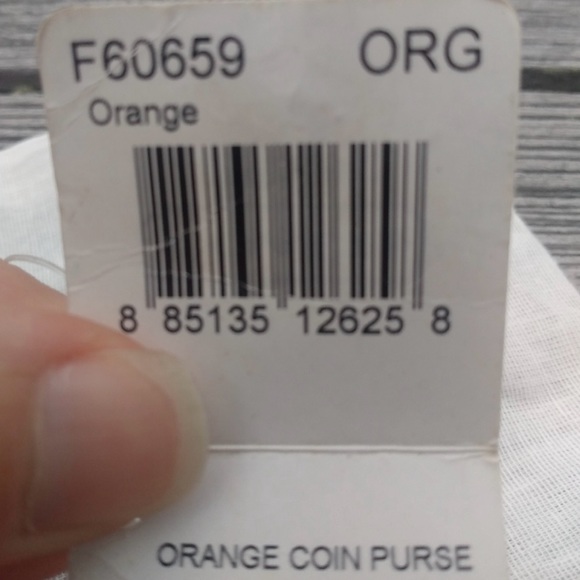 F60659 ORG
Orange
8 85135 12625 8
ORANGE COIN PURSE